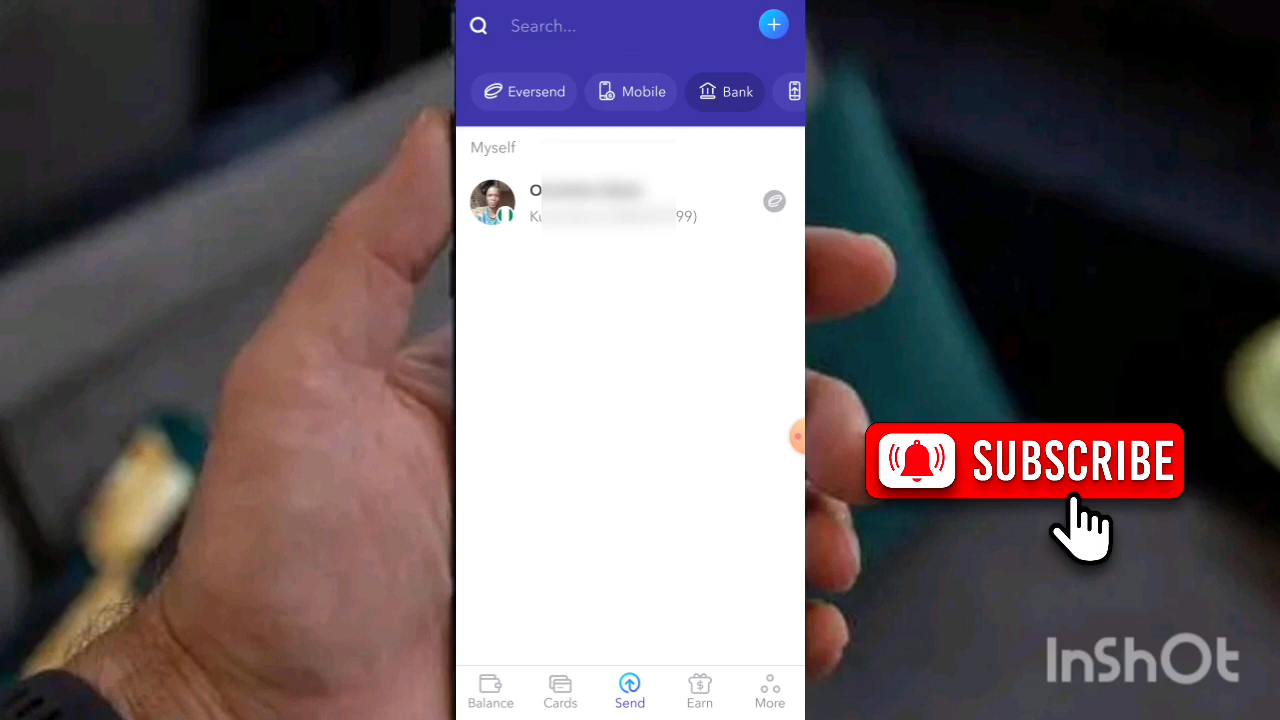 Search...
Eversend
Mobile
Bank
Myself
99)
SUBSCRIBE
Balance
Cards
Send
Earn
More
InShOt